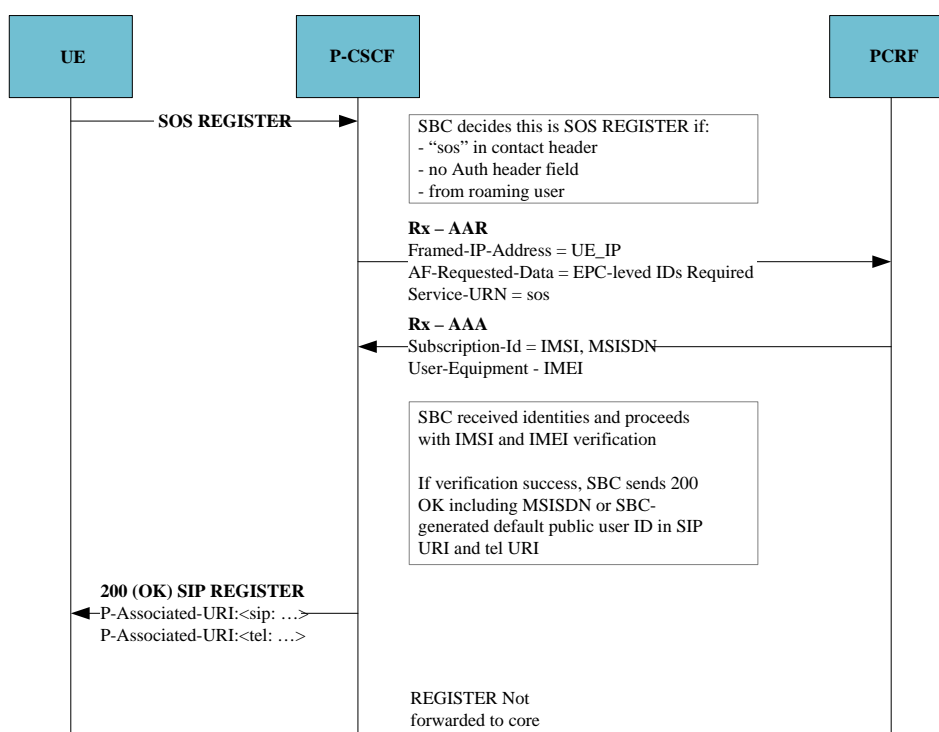 UE
P-CSCF
PCRF
SOS REGISTER
SBC decides this is SOS REGISTER if:
- “sos” in contact header
- no Auth header field
- from roaming user
Rx – AAR
Framed-IP-Address = UE_IP
AF-Requested-Data = EPC-leved IDs Required
Service-URN = sos
Rx – AAA
Subscription-Id = IMSI, MSISDN
User-Equipment - IMEI
SBC received identities and proceeds
with IMSI and IMEI verification
If verification success, SBC sends 200
OK including MSISDN or SBC-
generated default public user ID in SIP
URI and tel URI
200 (OK) SIP REGISTER
P-Associated-URI:<sip: …>
P-Associated-URI:<tel: …>
REGISTER Not
forwarded to core